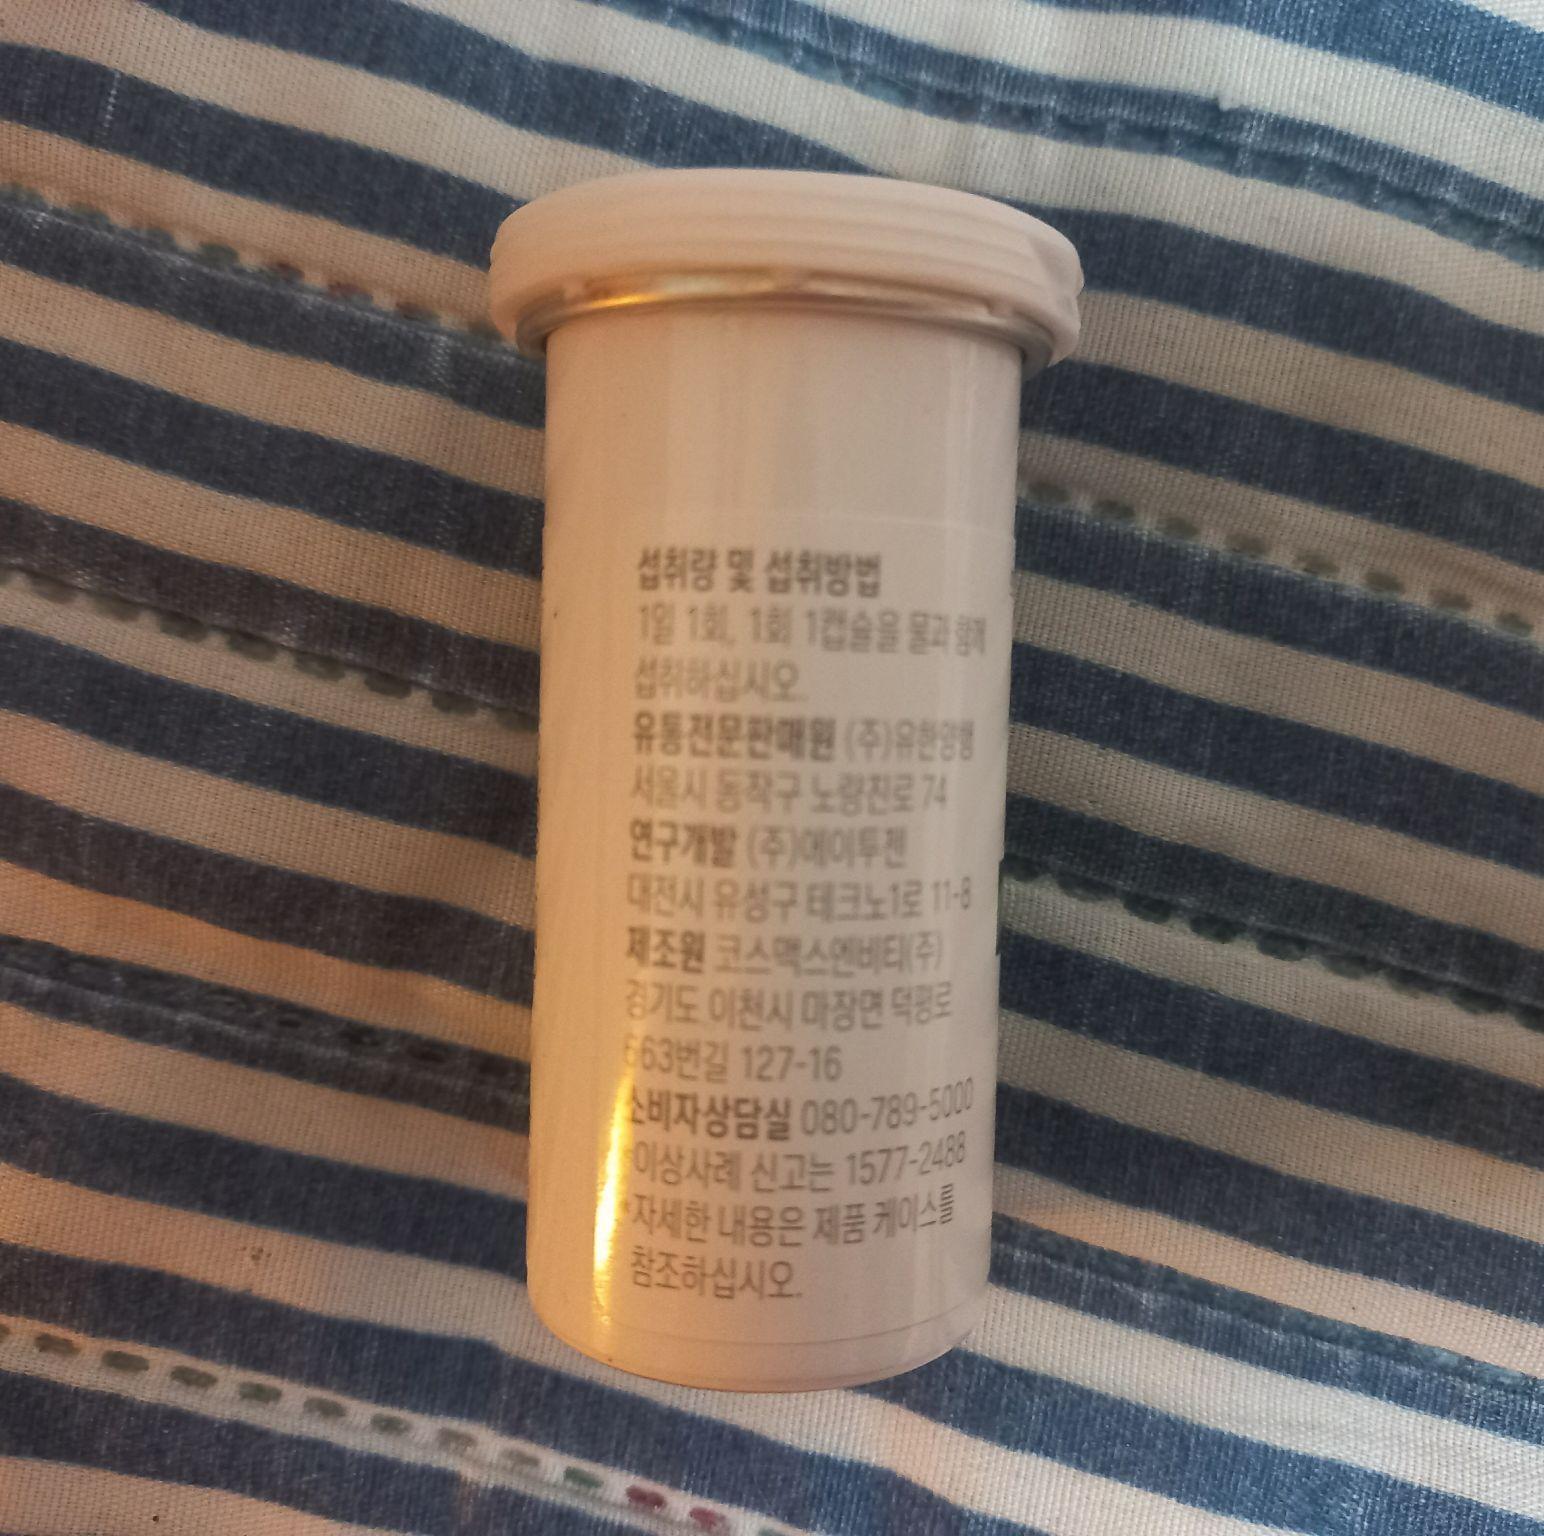 섭취량 및 섭취방법
1일 1회, 1회 1캡슐을 물과 함께
섭취하십시오.
유통전문판매원 (주)유한양행
서울시 동작구 노량진로 74
연구개발 (주)에이투젠
대전시 유성구 테크노1로 11-8
제조원 코스맥스엔비티(주)
경기도 이천시 마장면 덕평로
663번길 127-16
소비자상담실 080-789-5000
*이상사례 신고는 1577-2488
*자세한 내용은 제품 케이스를
참조하십시오.